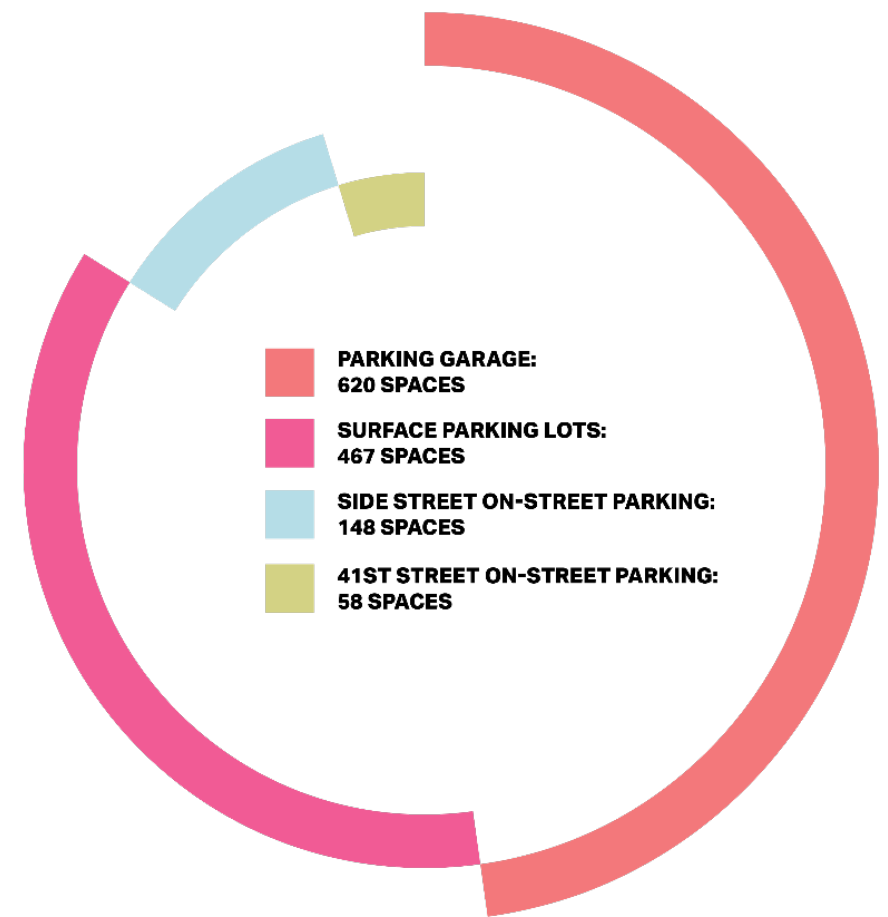 PARKING GARAGE:
620 SPACES
SURFACE PARKING LOTS:
467 SPACES
SIDE STREET ON-STREET PARKING:
148 SPACES
41ST STREET ON-STREET PARKING:
58 SPACES